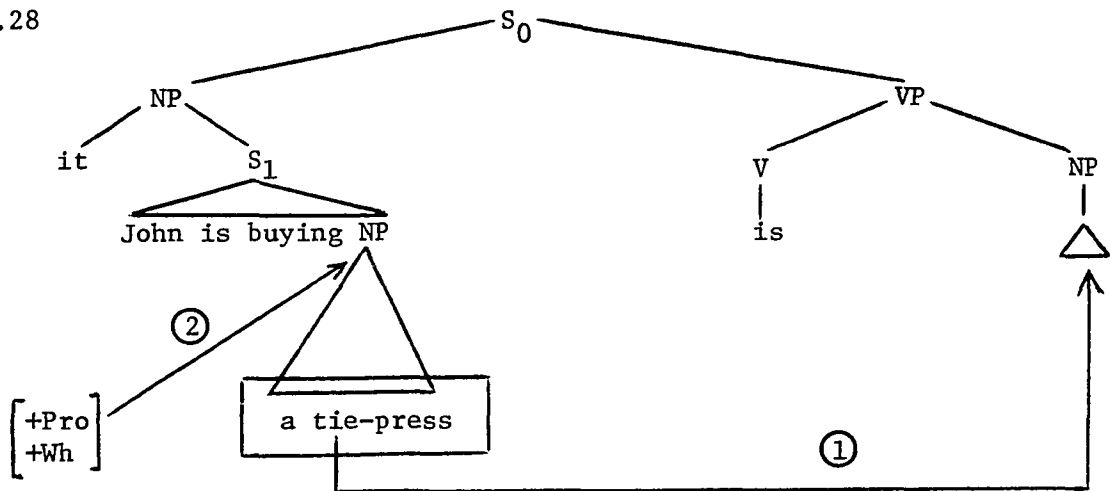 .28
S0
NP VP
it S1 V NP
John is buying NP is
②
+Pro
+Wh
a tie-press
①